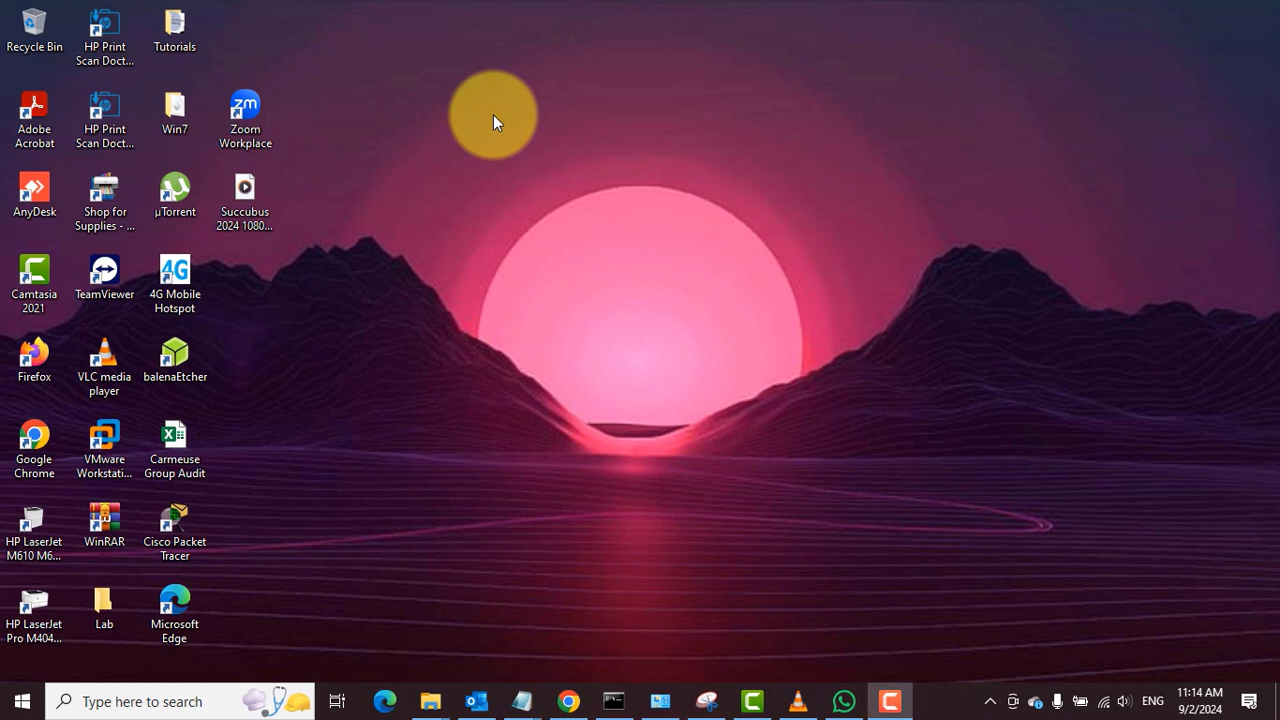 Recycle Bin
HP Print
Scan Doct...
Tutorials
Adobe
Acrobat
HP Print
Scan Doct...
Win7
zm
Zoom
Workplace
AnyDesk
Shop for
Supplies - ...
µTorrent
Succubus
2024 1080...
Camtasia
2021
TeamViewer
4G
4G Mobile
Hotspot
Firefox
VLC media
player
balenaEtcher
Google
Chrome
VMware
Workstati...
Carmeuse
Group Audit
HP LaserJet
M610 M6...
WinRAR
Cisco Packet
Tracer
HP LaserJet
Pro M404...
Lab
Microsoft
Edge
Type here to search
ENG
11:14 AM
9/2/2024